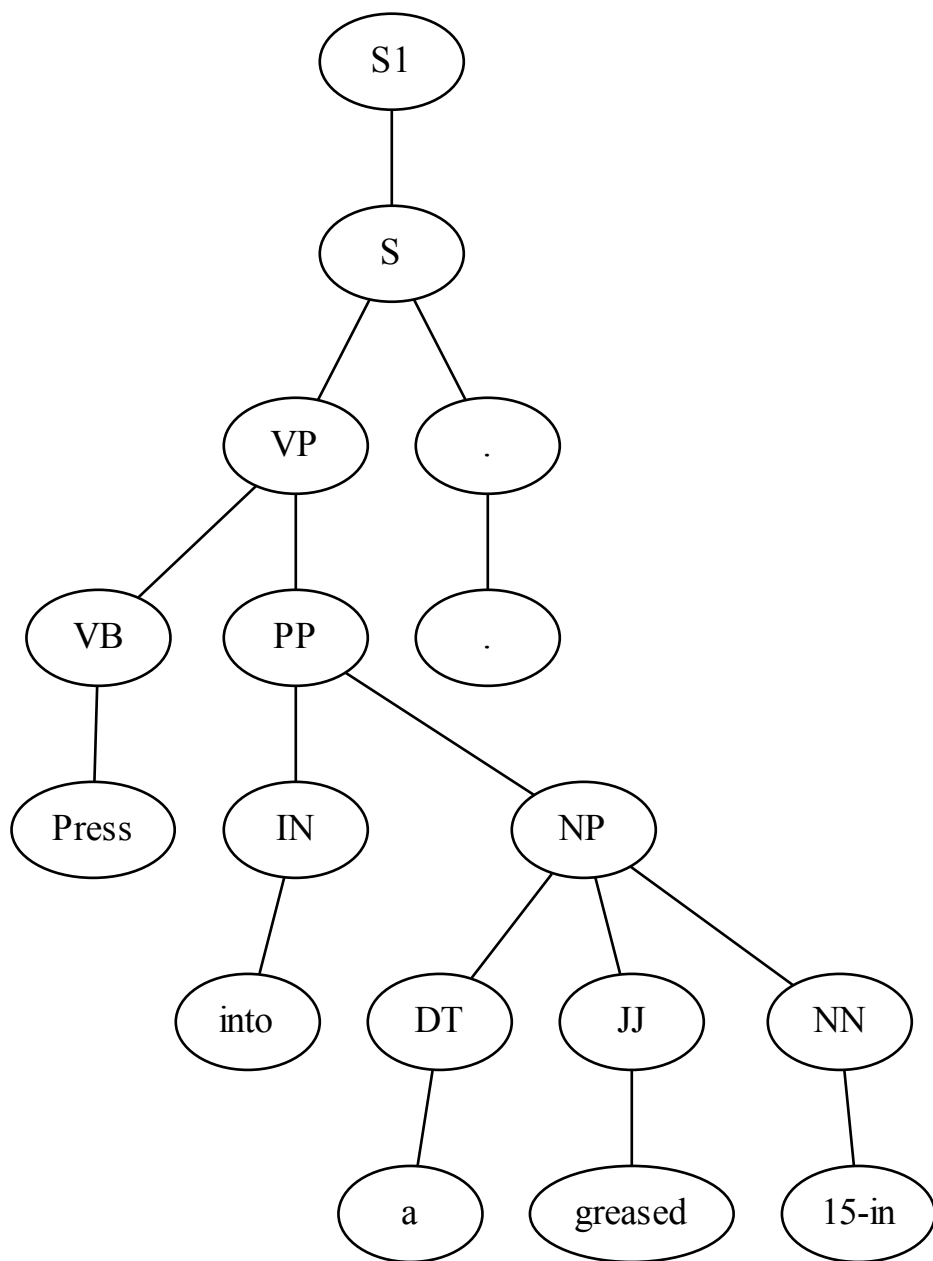 S1
S
VP .
VB PP .
Press IN NP
into DT JJ NN
a greased 15-in